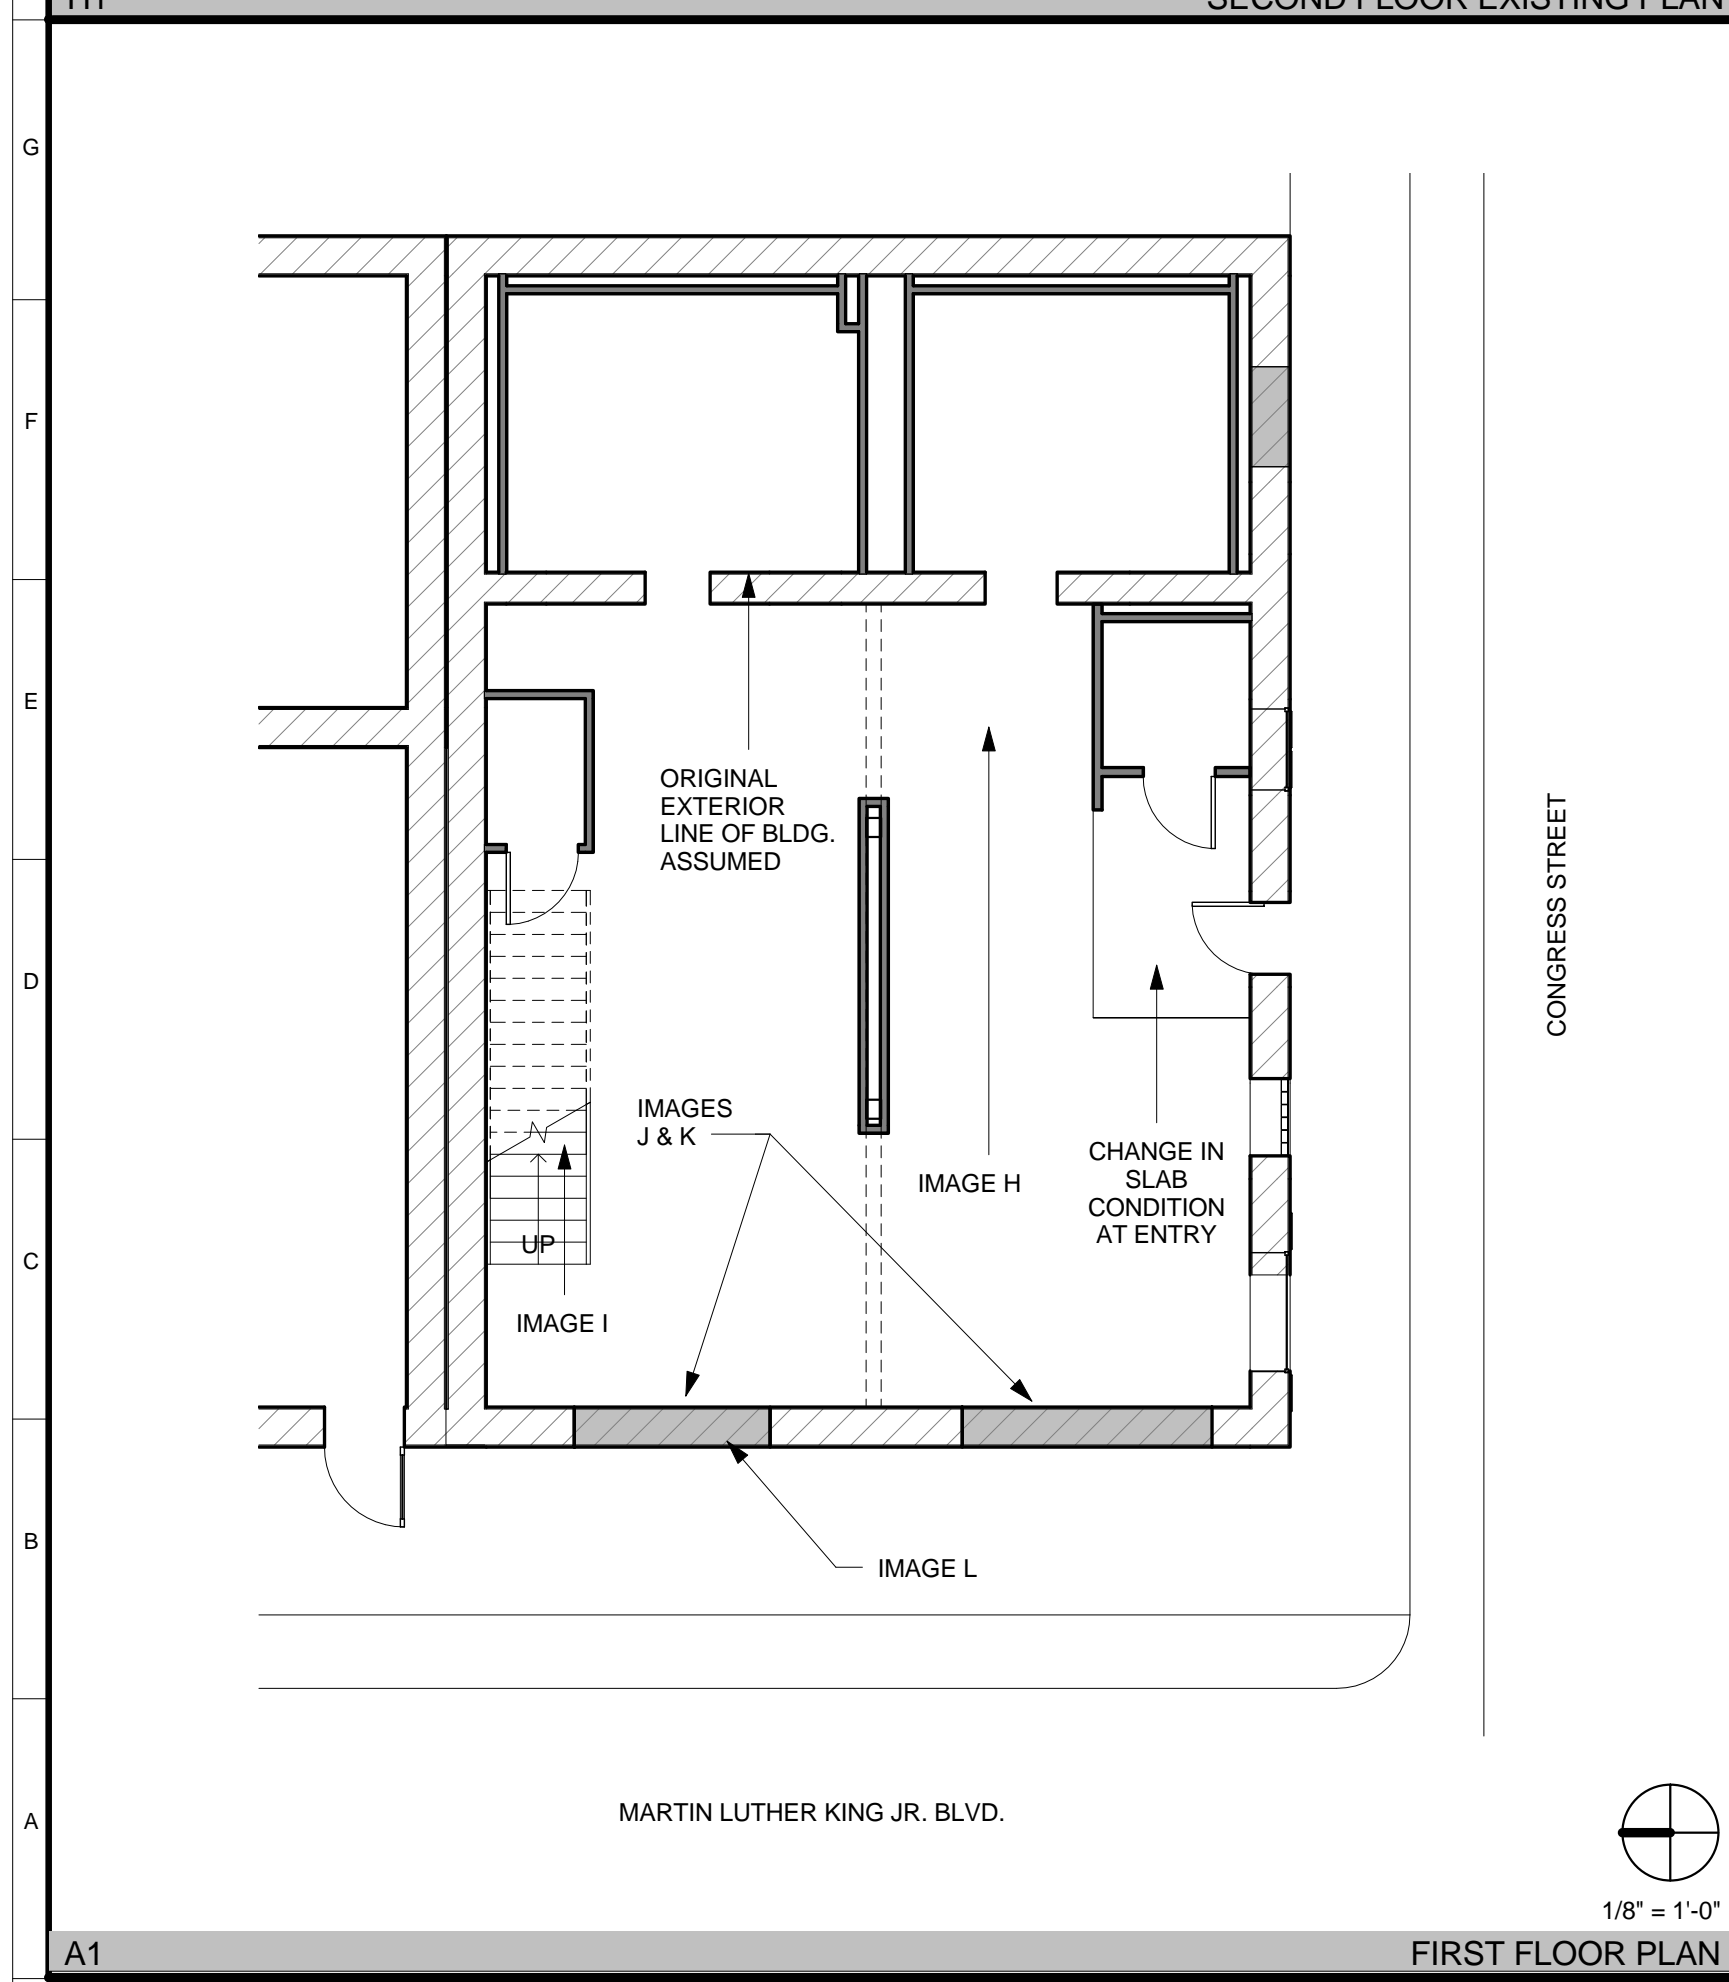 SECOND FLOOR EXISTING PLAN
G
F
E
D
C
B
A
ORIGINAL
EXTERIOR
LINE OF BLDG.
ASSUMED
CONGRESS STREET
IMAGES
J & K
IMAGE H
CHANGE IN
SLAB
CONDITION
AT ENTRY
UP
IMAGE I
IMAGE L
MARTIN LUTHER KING JR. BLVD.
1/8" = 1'-0"
A1
FIRST FLOOR PLAN